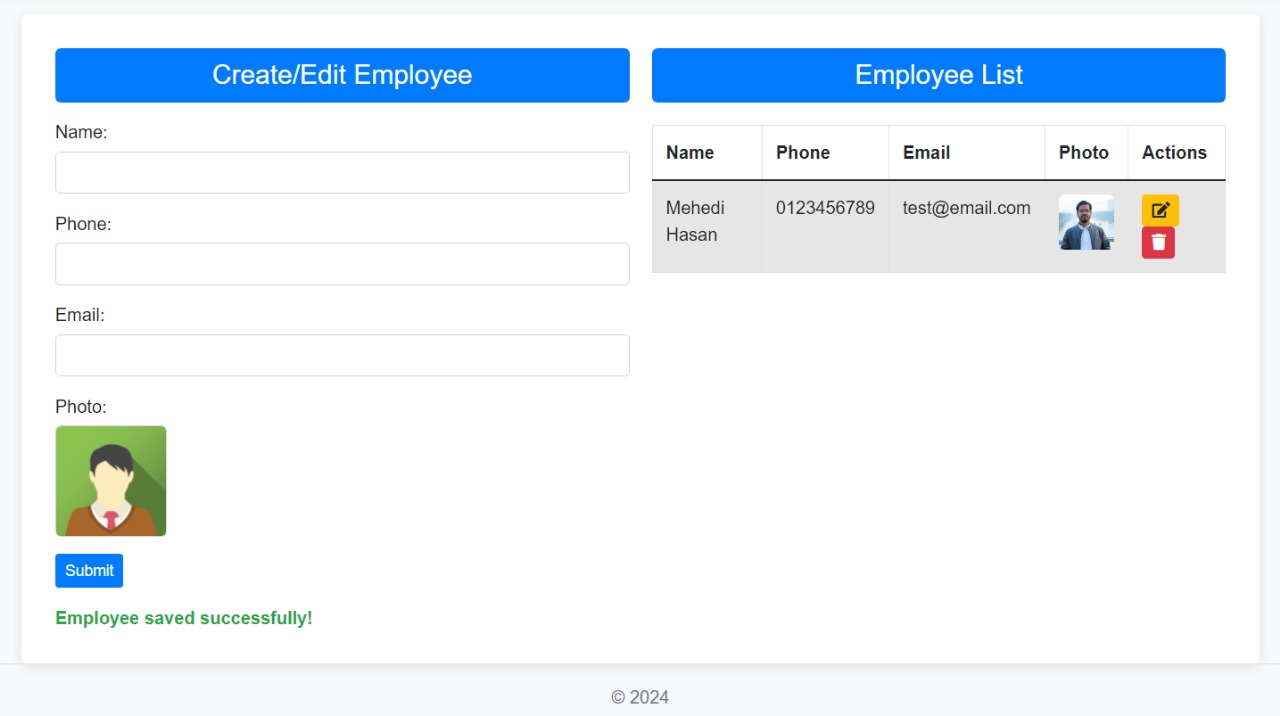 Create/Edit Employee
Name:
Phone:
Email:
Photo:
Submit
Employee saved successfully!
Employee List
Name Phone Email Photo Actions
Mehedi 0123456789 test@email.com
Hasan
© 2024